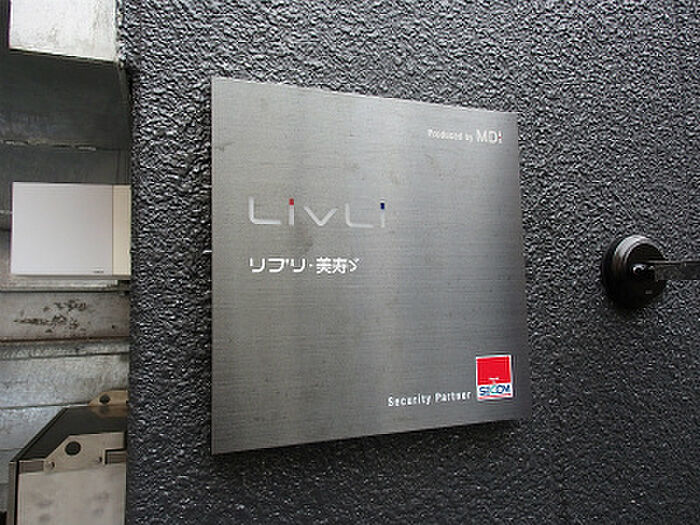 Produced by MDI
LivLi
リブリ・美寿ゞ
Security Partner
SECOM